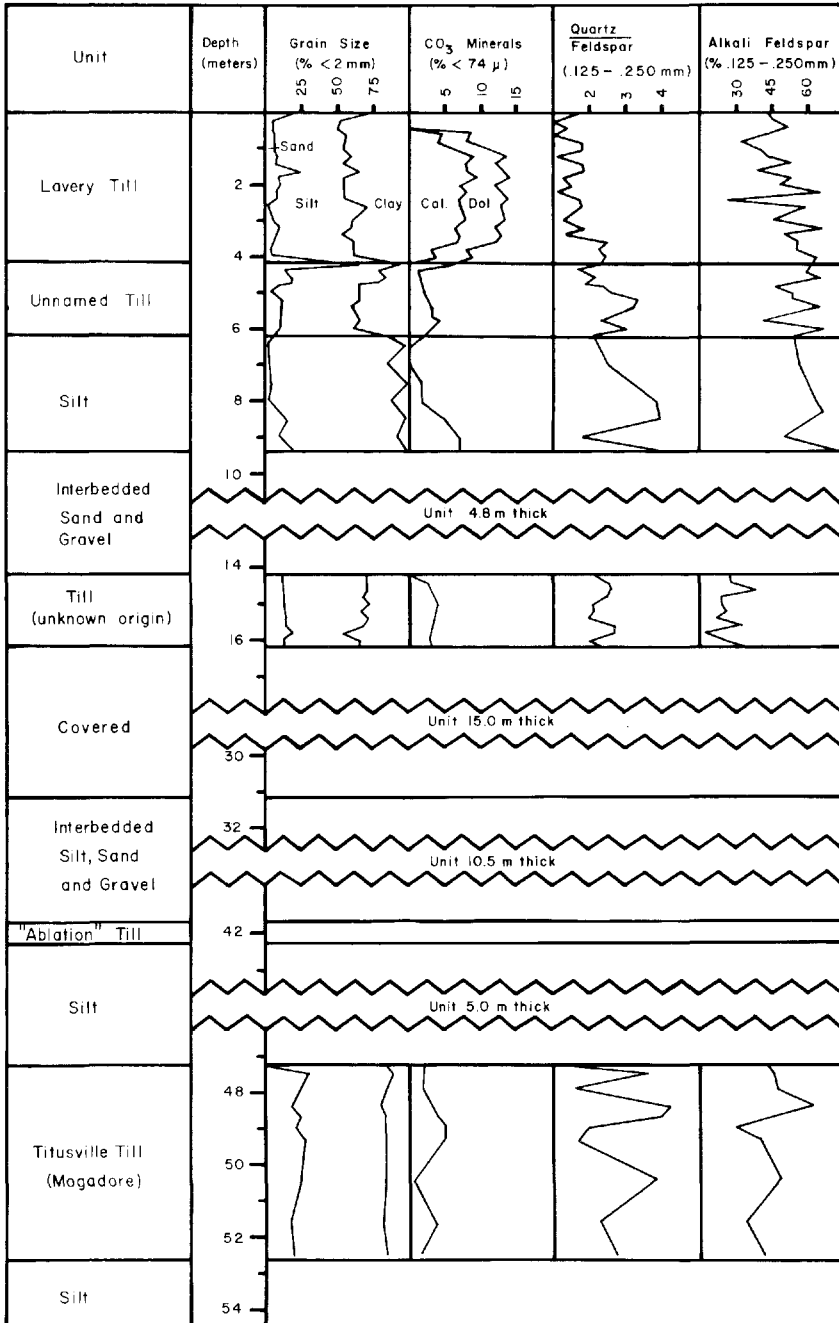 Unit
Depth
(meters)
Grain Size
(% <2 mm)
25 50 75
CO3 Minerals
(% < 74 μ)
5 10 15
Quartz
Feldspar
(.125-.250 mm)
2 3 4
Alkali Feldspar
(% .125-.250mm)
30 45 60
Lavery Till
Sand
Silt
Clay
Cal.
Dol
2
4
Unnamed Till
6
Silt
8
Interbedded
Sand and
Gravel
10
Unit 4.8 m thick
14
Till
(unknown origin)
16
Covered
Unit 15.0 m thick
30
Interbedded
Silt, Sand
and Gravel
32
Unit 10.5 m thick
"Ablation" Till
42
Silt
Unit 5.0 m thick
48
Titusville Till
(Mogadore)
50
52
Silt
54